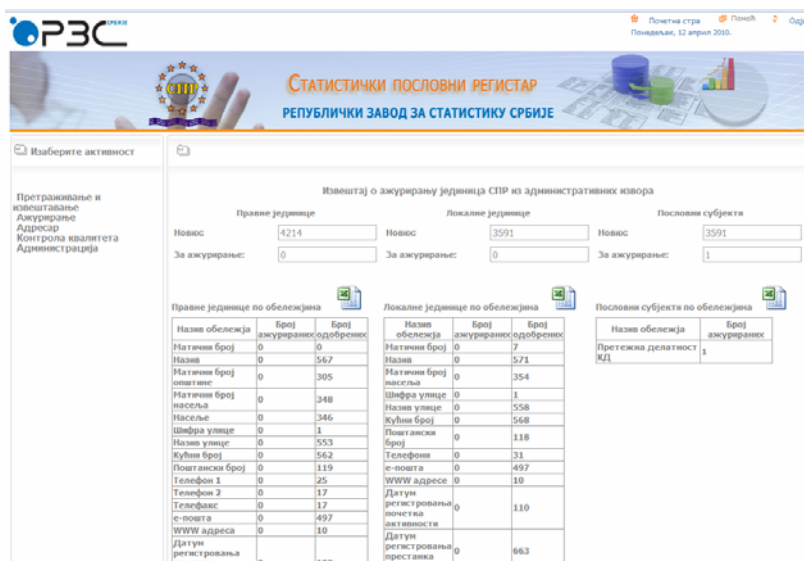 РЗС СРБИЈЕ
Почетна стра Помоћ Одј
Понедељак, 12 април 2010.
СПР
СТАТИСТИЧКИ ПОСЛОВНИ РЕГИСТАР
РЕПУБЛИЧКИ ЗАВОД ЗА СТАТИСТИКУ СРБИЈЕ
Изаберите активност
Претраживање и
извештавање
Ажурирање
Адресар
Контрола квалитета
Администрација
Извештај о ажурирању јединица СПР из административних извора
Правне јединице Локалне јединице Пословни субјекти
Нових: 4214 Нових: 3591 Нових: 3591
За ажурирање: 0 За ажурирање: 0 За ажурирање: 1
Правне јединице по обележјима
Назив обележја Број ажурираних Број одобрених
Матични број 0 0
Назив 0 567
Матични број
општине 0 305
Матични број
насеља 0 348
Насеље 0 346
Шифра улице 0 1
Назив улице 0 553
Кућни број 0 562
Поштански број 0 119
Телефон 1 0 25
Телефон 2 0 17
Телефакс 0 17
е-пошта 0 497
WWW адреса 0 10
Датум
регистровања
Локалне јединице по обележјима
Назив обележја Број ажурираних Број одобрених
Матични број 0 7
Назив 0 571
Матични број
насеља 0 354
Шифра улице 0 1
Назив улице 0 558
Кућни број 0 568
Поштански
број 0 118
Телефони 0 31
е-пошта 0 497
WWW адресе 0 10
Датум
регистровања
почетка
активности 0 110
Датум
регистровања
престанка 0 663
Пословни субјекти по обележјима
Назив обележја Број ажурираних
Претежна делатност
КД 1